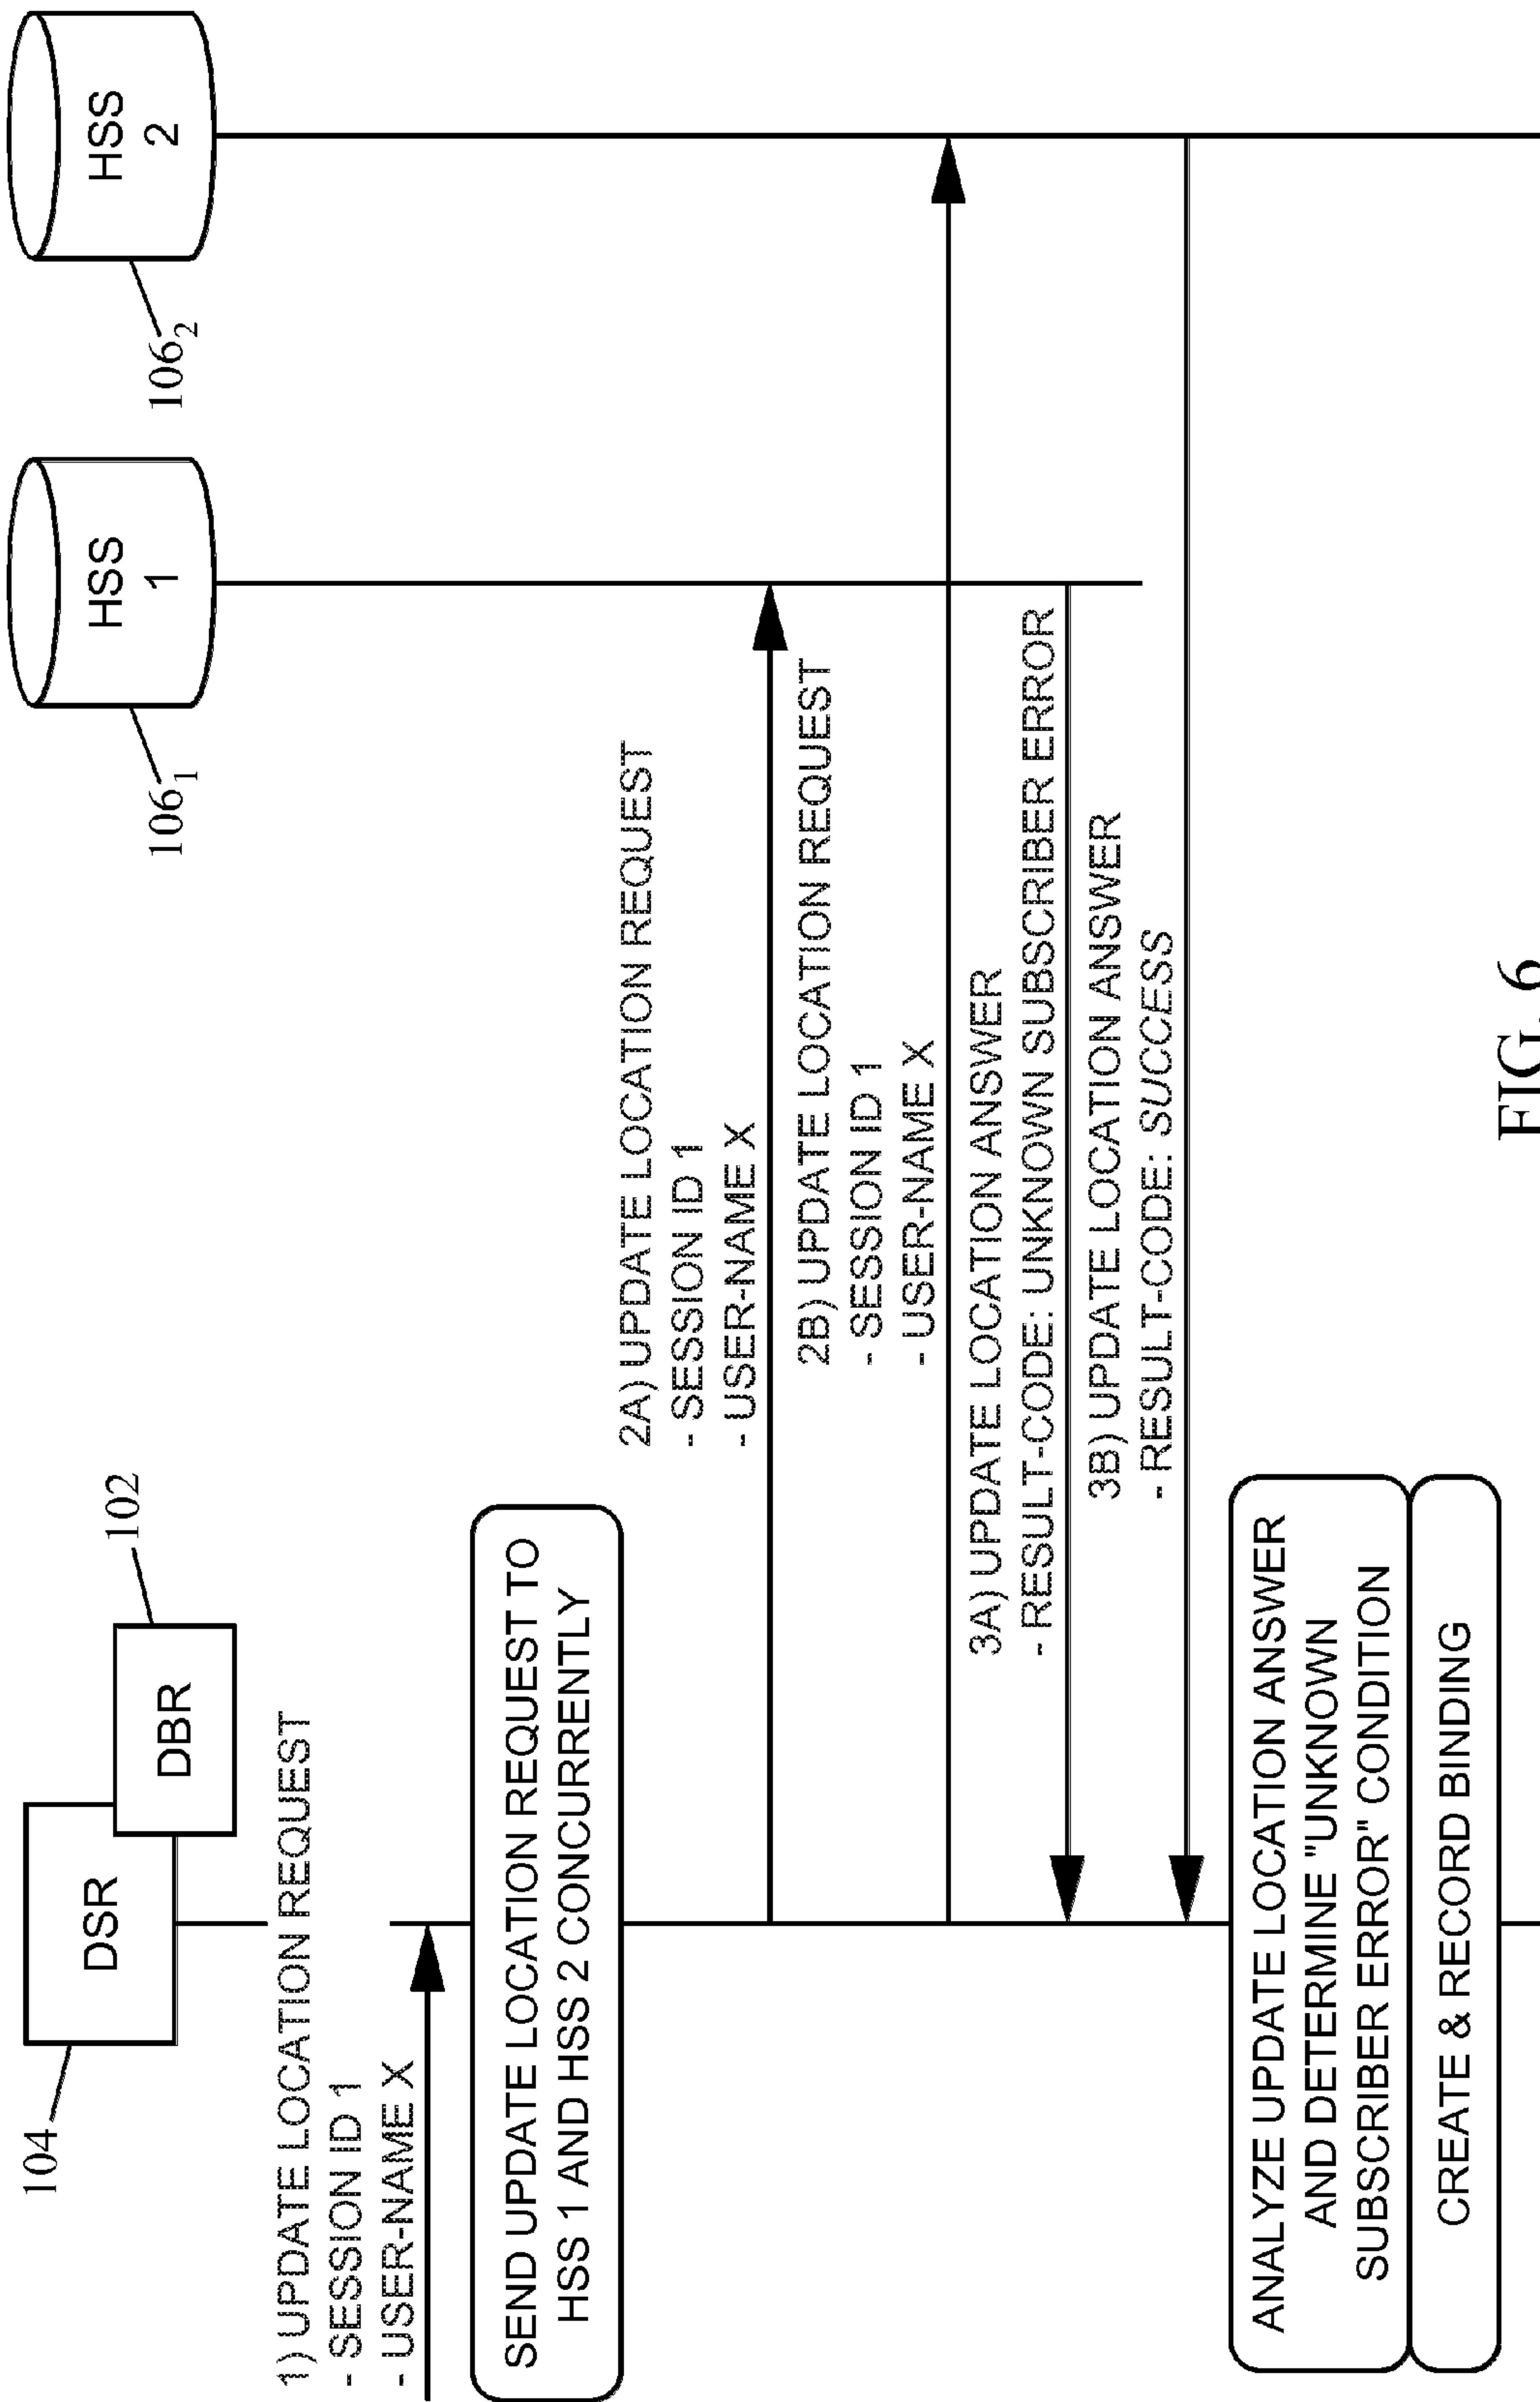 104
DSR
DBR
102
HSS
1
106₁
HSS
2
106₂
1) UPDATE LOCATION REQUEST
- SESSION ID 1
- USER-NAME X
SEND UPDATE LOCATION REQUEST TO
HSS 1 AND HSS 2 CONCURRENTLY
2A) UPDATE LOCATION REQUEST
- SESSION ID 1
- USER-NAME X
2B) UPDATE LOCATION REQUEST
- SESSION ID 1
- USER-NAME X
3A) UPDATE LOCATION ANSWER
- RESULT-CODE: UNKNOWN SUBSCRIBER ERROR
3B) UPDATE LOCATION ANSWER
- RESULT-CODE: SUCCESS
ANALYZE UPDATE LOCATION ANSWER
AND DETERMINE "UNKNOWN
SUBSCRIBER ERROR" CONDITION
CREATE & RECORD BINDING
FIG. 6